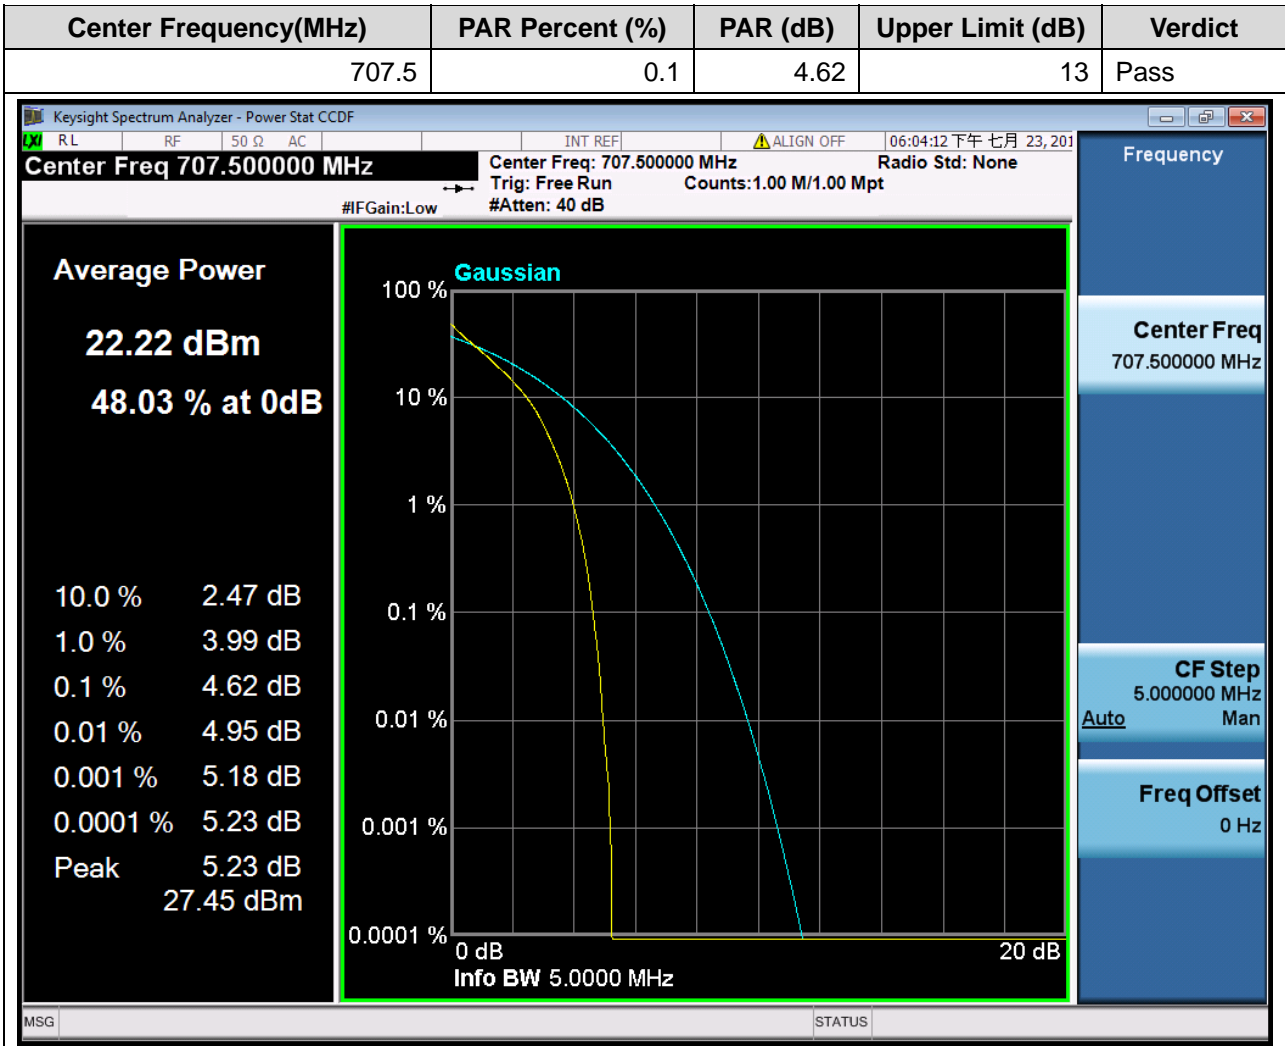 Center Frequency(MHz) PAR Percent (%) PAR (dB) Upper Limit (dB) Verdict
707.5 0.1 4.62 13 Pass
Keysight Spectrum Analyzer - Power Stat CCDF
LXI RL RF 50 Ω AC INT REF ALIGN OFF 06:04:12 下午 七月 23, 201
Center Freq 707.500000 MHz
Center Freq: 707.500000 MHz Radio Std: None
Trig: Free Run Counts:1.00 M/1.00 Mpt
#IFGain:Low #Atten: 40 dB
Frequency
Average Power
22.22 dBm
48.03 % at 0dB
10.0 % 2.47 dB
1.0 % 3.99 dB
0.1 % 4.62 dB
0.01 % 4.95 dB
0.001 % 5.18 dB
0.0001 % 5.23 dB
Peak 5.23 dB
27.45 dBm
Gaussian
100 %
10 %
1 %
0.1 %
0.01 %
0.001 %
0.0001 %
0 dB 20 dB
Info BW 5.0000 MHz
Center Freq
707.500000 MHz
CF Step
5.000000 MHz
Auto Man
Freq Offset
0 Hz
MSG STATUS